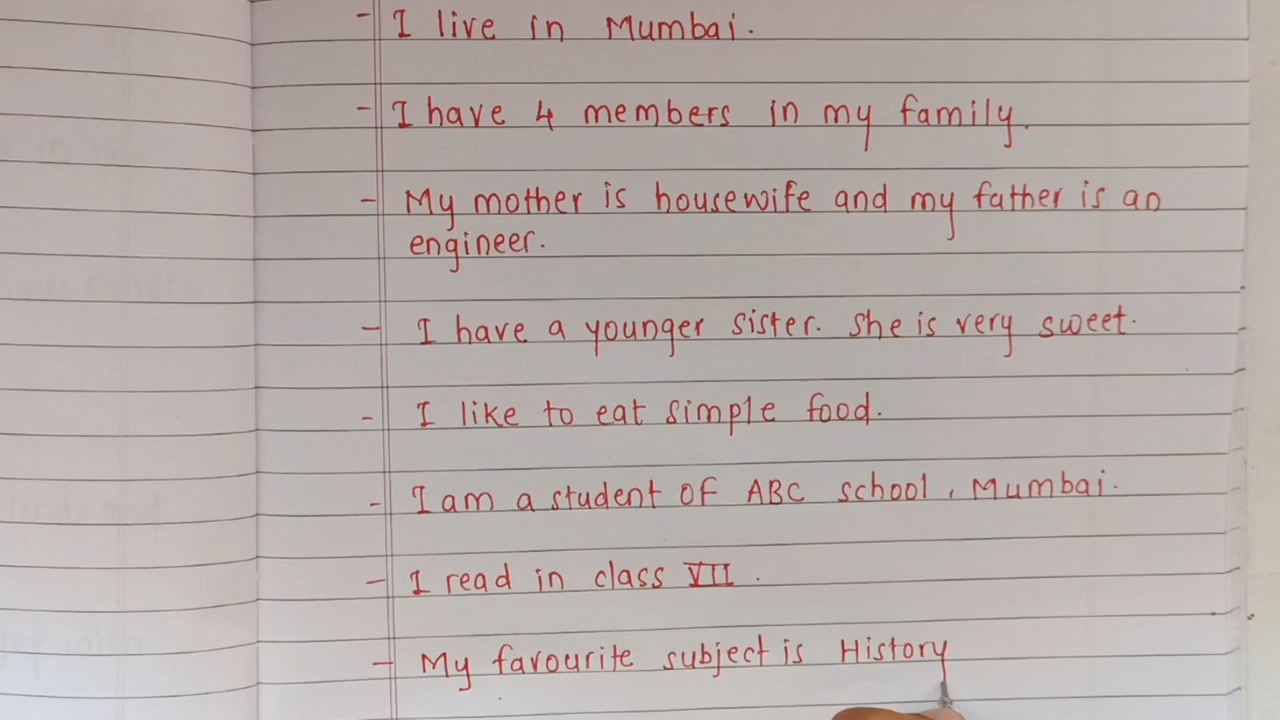 - I live in Mumbai.
- I have 4 members in my family.
- My mother is housewife and my father is an
engineer.
- I have a younger sister. She is very sweet.
- I like to eat simple food.
- I am a student of ABC school, Mumbai.
- I read in class VII.
- My favourite subject is History